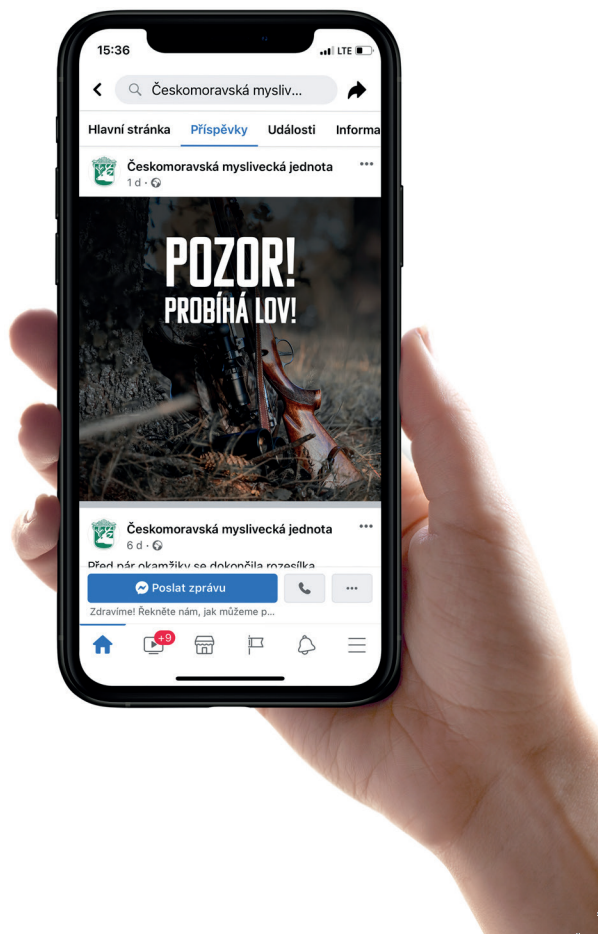 15:36
LTE
Českomoravská mysliv...
Hlavní stránka Příspěvky Události Informa
Českomoravská myslivecká jednota
1 d
POZOR!
PROBÍHÁ LOV!
Českomoravská myslivecká jednota
6 d
Před pár okamžiky se dokončila rozesílka
Poslat zprávu
Zdravíme! Řekněte nám, jak můžeme p...
+9